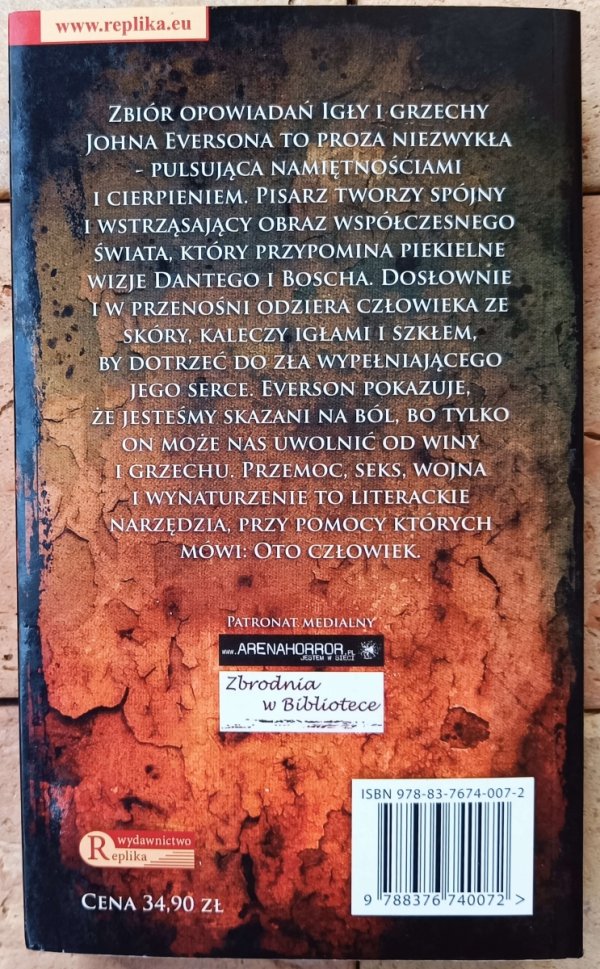 www.replika.eu
Zbiór opowiadań Igły i grzechy
Johna Eversona to proza niezwykła
- pulsująca namiętnościami
i cierpieniem. Pisarz tworzy spójny
i wstrząsający obraz współczesnego
świata, który przypomina piekielne
wizje Dantego i Boscha. Dosłownie
i w przenośni odziera człowieka ze
skóry, kaleczy igłami i szkłem,
by dotrzeć do zła wypełniającego
jego serce. Everson pokazuje,
że jesteśmy skazani na ból, bo tylko
on może nas uwolnić od winy
i grzechu. Przemoc, seks, wojna
i wynaturzenie to literackie
narzędzia, przy pomocy których
mówi: Oto człowiek.
Patronat medialny
www.ARENAHORROR.PL
JESTEM W SIECI
Zbrodnia
w Bibliotece
ISBN 978-83-7674-007-2
9 788376 740072 >
wydawnictwo
Replika
Cena 34,90 zł